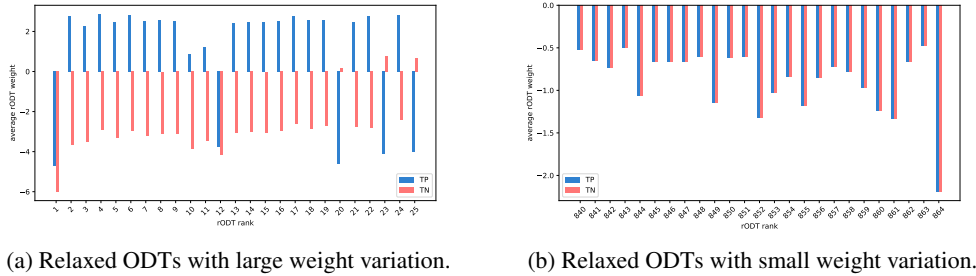 average rODT weight
2
0
−2
−4
−6
TP
TN
1 2 3 4 5 6 7 8 9 10 11 12 13 14 15 16 17 18 19 20 21 22 23 24 25
rODT rank
(a) Relaxed ODTs with large weight variation.
average rODT weight
0.0
−0.5
−1.0
−1.5
−2.0
TP
TN
840 841 842 843 844 845 846 847 848 849 850 851 852 853 854 855 856 857 858 859 860 861 862 863 864
rODT rank
(b) Relaxed ODTs with small weight variation.